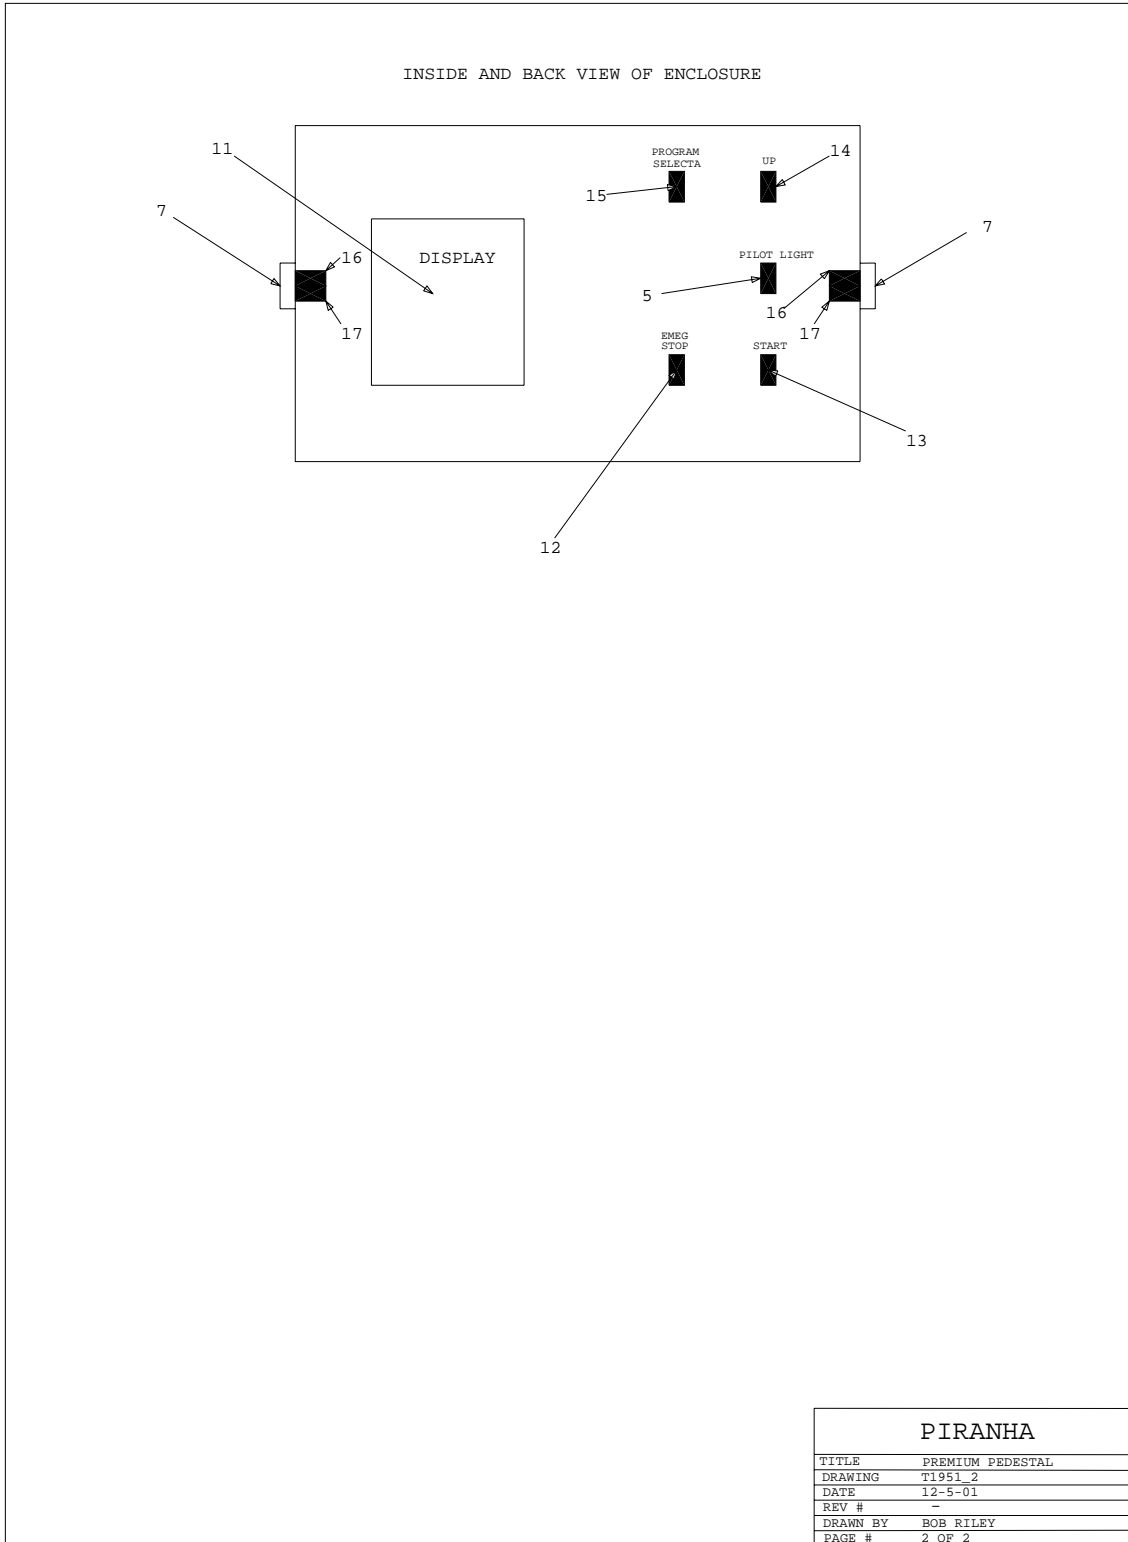 INSIDE AND BACK VIEW OF ENCLOSURE
11
PROGRAM
SELECTA
UP
14
15
7
7
16
DISPLAY
PILOT LIGHT
5
16
17
EMEG
STOP
START
17
13
12
PIRANHA
TITLE PREMIUM PEDESTAL
DRAWING T1951_2
DATE 12-5-01
REV # -
DRAWN BY BOB RILEY
PAGE # 2 OF 2